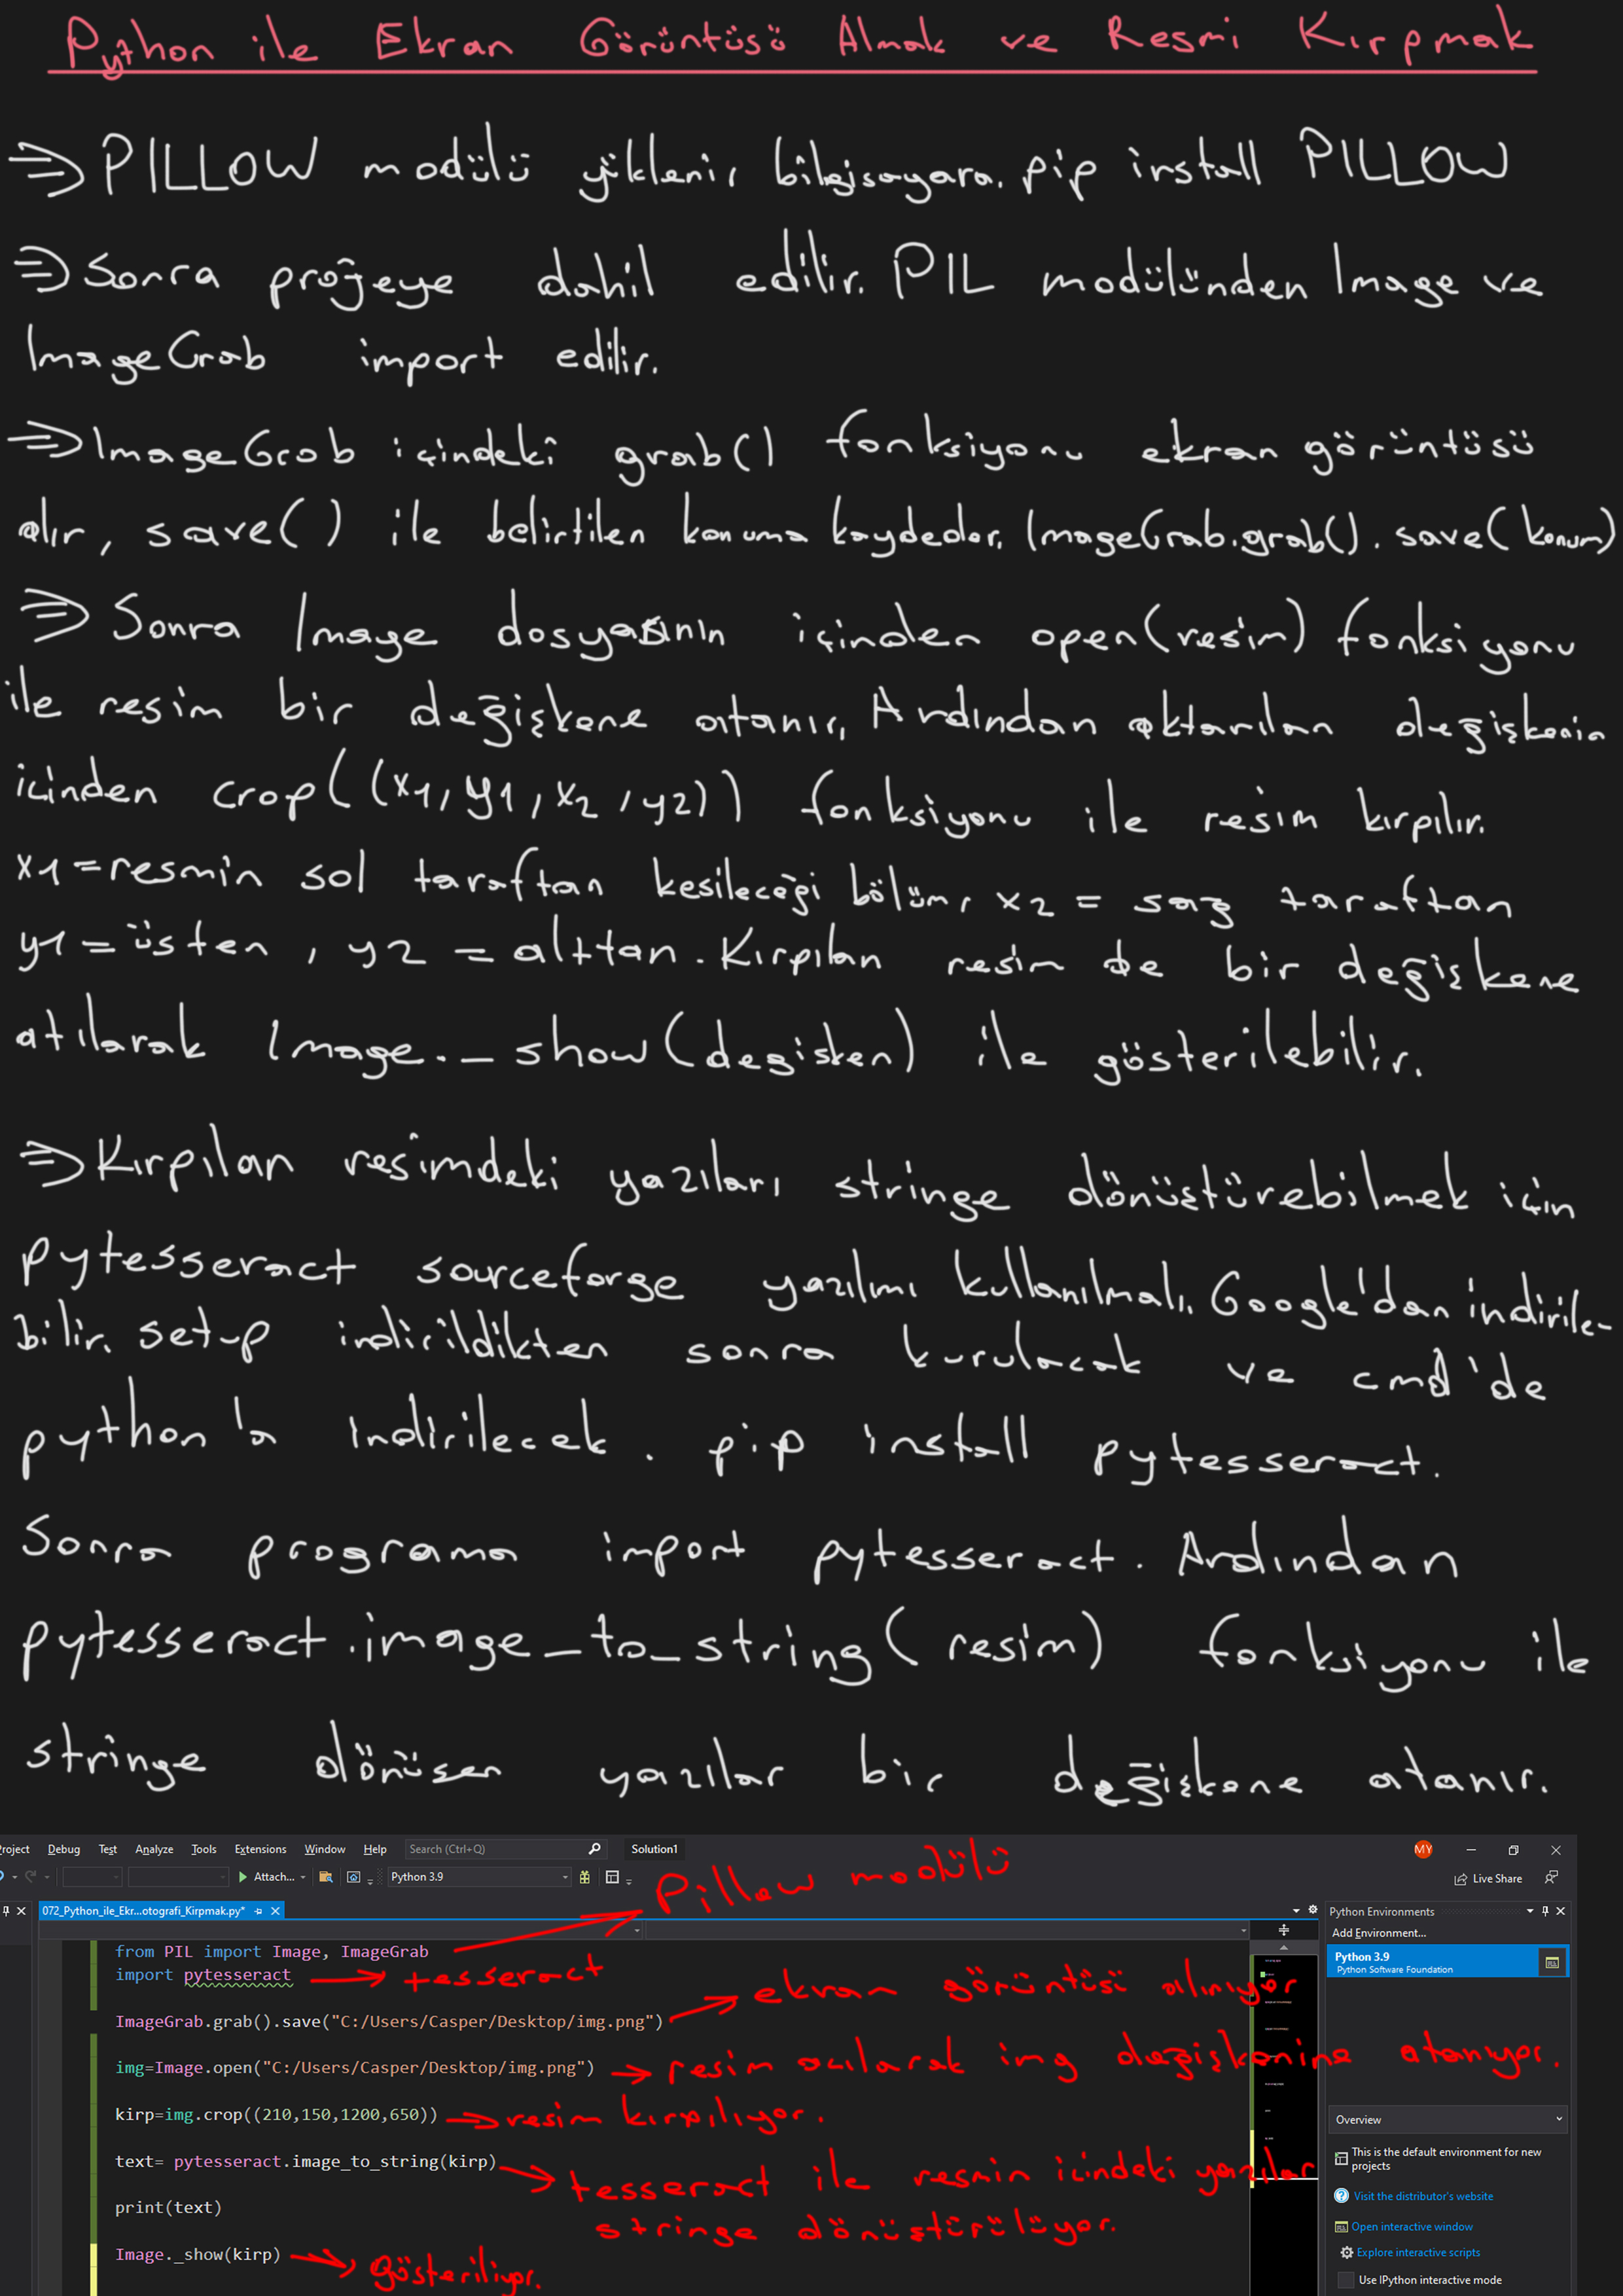 Python ile Ekran Görüntüsü Almak ve Resmi Kırpmak
⇒ PILLOW modülü yüklenir bilgisayara. pip install PILLOW
⇒ Sonra projeye dahil edilir. PIL modülünden Image ve
ImageGrab import edilir.
⇒ ImageGrab içindeki grab() fonksiyonu ekran görüntüsü
alır, save() ile belirtilen konuma kaydeder. ImageGrab.grab().save(konum)
⇒ Sonra Image dosyasının içinden open(resim) fonksiyonu
ile resim bir değişkene atanır. Ardından aktarılan değişkenin
içinden crop((x1,y1,x2,y2)) fonksiyonu ile resim kırpılır.
x1=resmin sol taraftan kesileceği bölüm, x2 = sağ taraftan
y1=üsten, y2 = alttan. Kırpılan resim de bir değişkene
atılarak Image._show(degisken) ile gösterilebilir.
⇒ Kırpılan resimdeki yazıları stringe dönüştürebilmek için
pytesseract sourceforge yazılımı kullanılmalı. Google'dan indirile-
bilir. setup indirildikten sonra kurulacak ve cmd'de
python'a indirilecek. pip install pytesseract.
Sonra programa import pytesseract. Ardından
pytesseract.image_to_string(resim) fonksiyonu ile
stringe dönüsen yazılar bir değişkene atanır.
roject Debug Test Analyze Tools Extensions Window Help Search (Ctrl+Q) Solution1 MY
Attach... Python 3.9 Live Share
Pillow modülü
072_Python_ile_Ekr...otografi_Kirpmak.py* Python Environments
Add Environment...
from PIL import Image, ImageGrab
Python 3.9
Python Software Foundation
import pytesseract → tesseract
ekran görüntüsü alınıyor
ImageGrab.grab().save("C:/Users/Casper/Desktop/img.png")
img=Image.open("C:/Users/Casper/Desktop/img.png") → resim acılarak img değişkenine atanıyor.
kirp=img.crop((210,150,1200,650)) → resim kırpılıyor.
Overview
This is the default environment for new
projects
text= pytesseract.image_to_string(kirp) → tesseract ile resmin içindeki yazılar
stringe dönüştürülüyor.
Visit the distributor's website
print(text)
Open interactive window
Image._show(kirp) → gösteriliyor.
Explore interactive scripts
Use IPython interactive mode